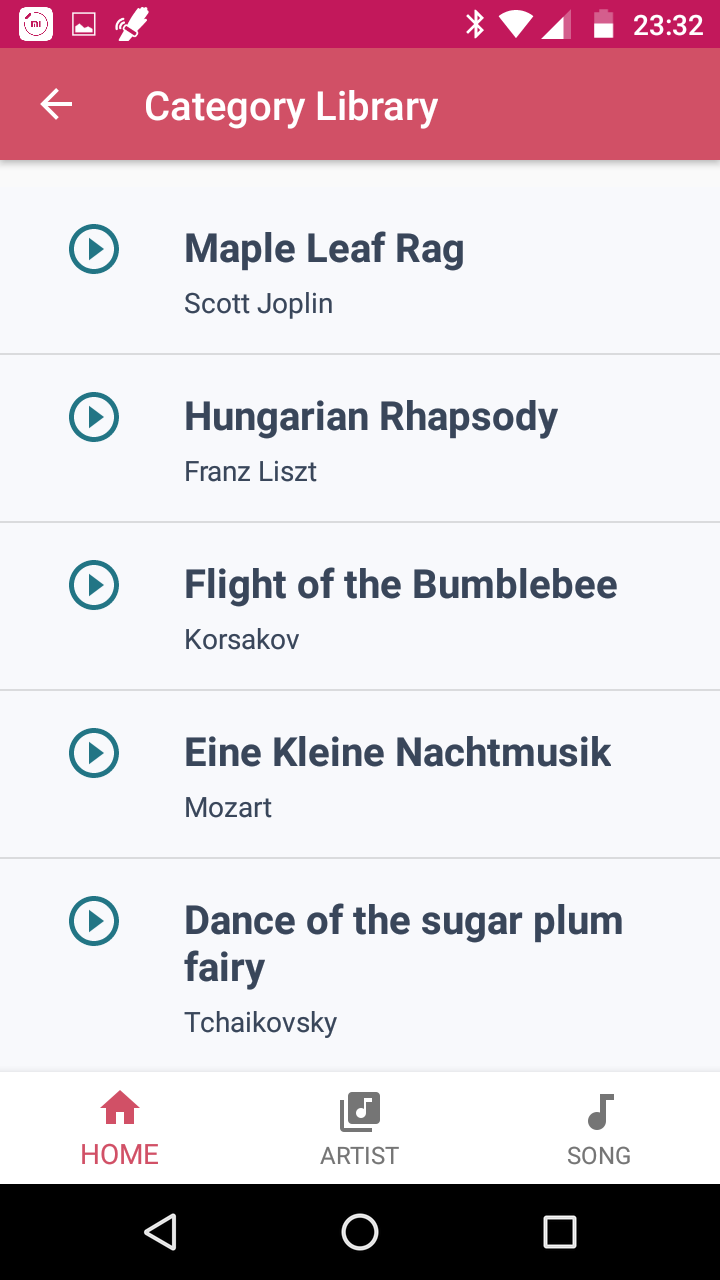 23:32
Category Library
Maple Leaf Rag
Scott Joplin
Hungarian Rhapsody
Franz Liszt
Flight of the Bumblebee
Korsakov
Eine Kleine Nachtmusik
Mozart
Dance of the sugar plum
fairy
Tchaikovsky
HOME
ARTIST
SONG